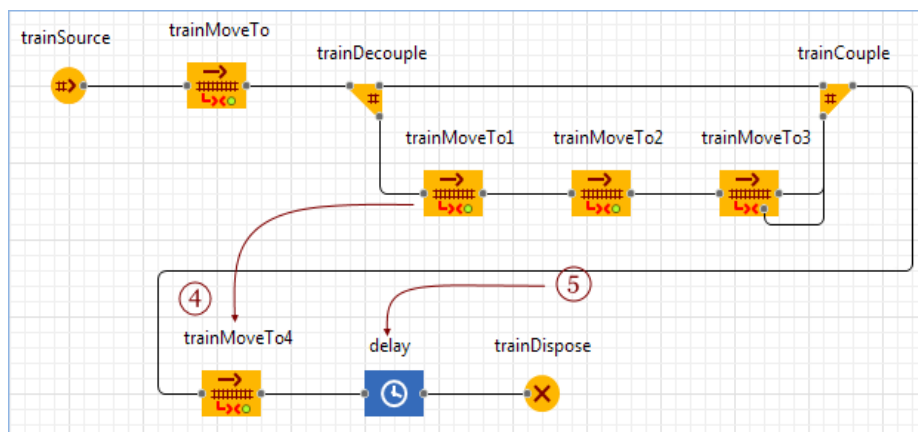 trainSource
trainMoveTo
trainDecouple
trainCouple
trainMoveTo1
trainMoveTo2
trainMoveTo3
④
⑤
trainMoveTo4
delay
trainDispose